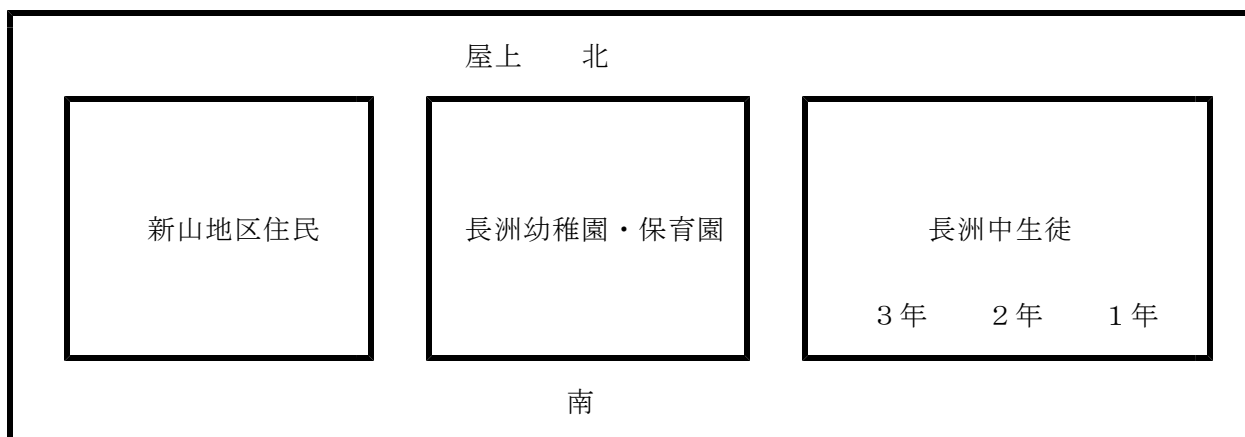 屋上　　北
新山地区住民　長洲幼稚園・保育園　長洲中生徒
３年　　２年　　１年
南